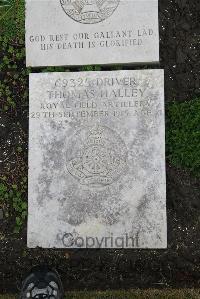 GOD REST OUR GALLANT LAD.
HIS DEATH IS GLORIFIED.
69325 DRIVER
THOMAS HALLEY
ROYAL FIELD ARTILLERY
29TH SEPTEMBER 1915 AGE
Copyright